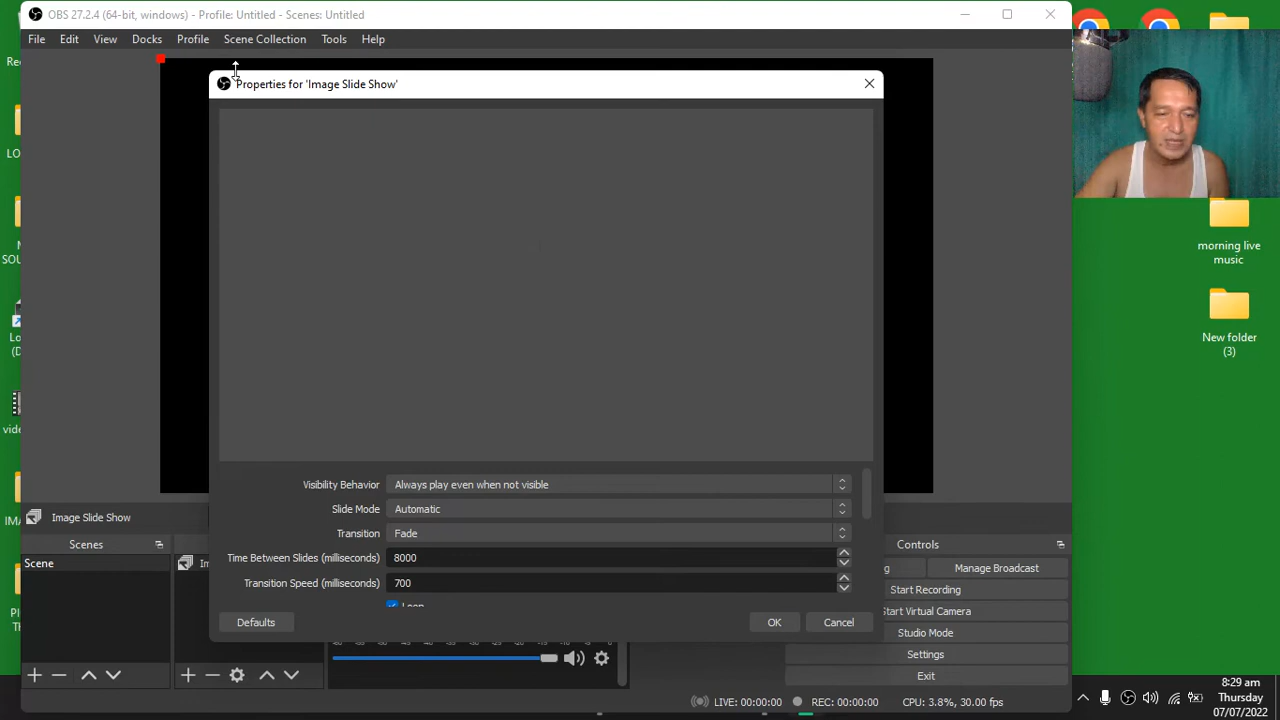 OBS 27.2.4 (64-bit, windows) - Profile: Untitled - Scenes: Untitled
File Edit View Docks Profile Scene Collection Tools Help
Properties for 'Image Slide Show'
morning live
music
New folder
(3)
Visibility Behavior Always play even when not visible
Slide Mode Automatic
Transition Fade
Time Between Slides (milliseconds) 8000
Transition Speed (milliseconds) 700
Loop
Defaults OK Cancel
Image Slide Show
Scenes
Scene
Controls
Manage Broadcast
Start Recording
Start Virtual Camera
Studio Mode
Settings
Exit
LIVE: 00:00:00 REC: 00:00:00 CPU: 3.8%, 30.00 fps
8:29 am
Thursday
07/07/2022